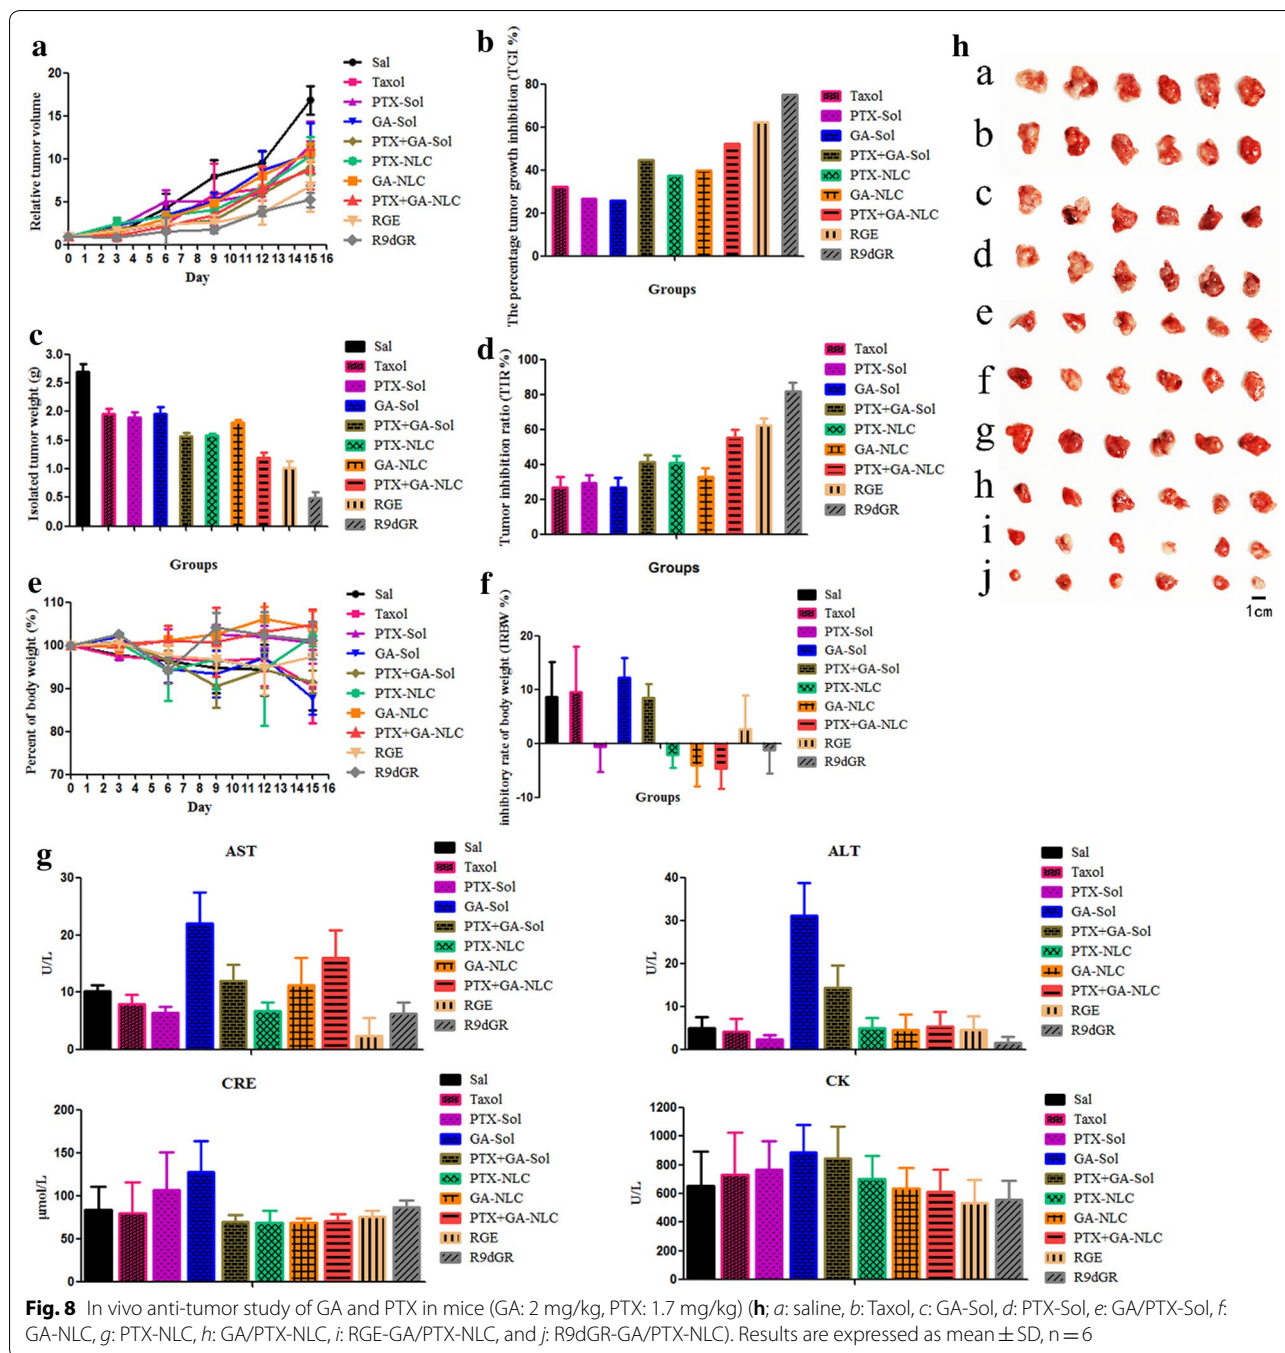 a
Relative tumor volume
20
15
10
5
0
0 1 2 3 4 5 6 7 8 9 10 11 12 13 14 15 16
Day
Sal
Taxol
PTX-Sol
GA-Sol
PTX+GA-Sol
PTX-NLC
GA-NLC
PTX+GA-NLC
RGE
R9dGR
b
The percentage tumor growth inhibition (TGI %)
80
60
40
20
0
Groups
Taxol
PTX-Sol
GA-Sol
PTX+GA-Sol
PTX-NLC
GA-NLC
PTX+GA-NLC
RGE
R9dGR
c
Isolated tumor weight (g)
3.0
2.5
2.0
1.5
1.0
0.5
0.0
Groups
Sal
Taxol
PTX-Sol
GA-Sol
PTX+GA-Sol
PTX-NLC
GA-NLC
PTX+GA-NLC
RGE
R9dGR
d
Tumor inhibition ratio (TIR %)
100
80
60
40
20
0
Groups
Taxol
PTX-Sol
GA-Sol
PTX+GA-Sol
PTX-NLC
GA-NLC
PTX+GA-NLC
RGE
R9dGR
e
Percent of body weight (%)
110
100
90
80
70
0 1 2 3 4 5 6 7 8 9 10 11 12 13 14 15 16
Day
Sal
Taxol
PTX-Sol
GA-Sol
PTX+GA-Sol
PTX-NLC
GA-NLC
PTX+GA-NLC
RGE
R9dGR
f
inhibitory rate of body weight (IRBW %)
20
10
0
-10
Groups
Sal
Taxol
PTX-Sol
GA-Sol
PTX+GA-Sol
PTX-NLC
GA-NLC
PTX+GA-NLC
RGE
R9dGR
g
AST
U/L
30
20
10
0
Sal
Taxol
PTX-Sol
GA-Sol
PTX+GA-Sol
PTX-NLC
GA-NLC
PTX+GA-NLC
RGE
R9dGR
ALT
U/L
40
30
20
10
0
Sal
Taxol
PTX-Sol
GA-Sol
PTX+GA-Sol
PTX-NLC
GA-NLC
PTX+GA-NLC
RGE
R9dGR
CRE
μmol/L
200
150
100
50
0
Sal
Taxol
PTX-Sol
GA-Sol
PTX+GA-Sol
PTX-NLC
GA-NLC
PTX+GA-NLC
RGE
R9dGR
CK
U/L
1200
1000
800
600
400
200
0
Sal
Taxol
PTX-Sol
GA-Sol
PTX+GA-Sol
PTX-NLC
GA-NLC
PTX+GA-NLC
RGE
R9dGR
h
a
b
c
d
e
f
g
h
i
j
1cm
Fig. 8 In vivo anti-tumor study of GA and PTX in mice (GA: 2 mg/kg, PTX: 1.7 mg/kg) (h; a: saline, b: Taxol, c: GA-Sol, d: PTX-Sol, e: GA/PTX-Sol, f:
GA-NLC, g: PTX-NLC, h: GA/PTX-NLC, i: RGE-GA/PTX-NLC, and j: R9dGR-GA/PTX-NLC). Results are expressed as mean ± SD, n = 6